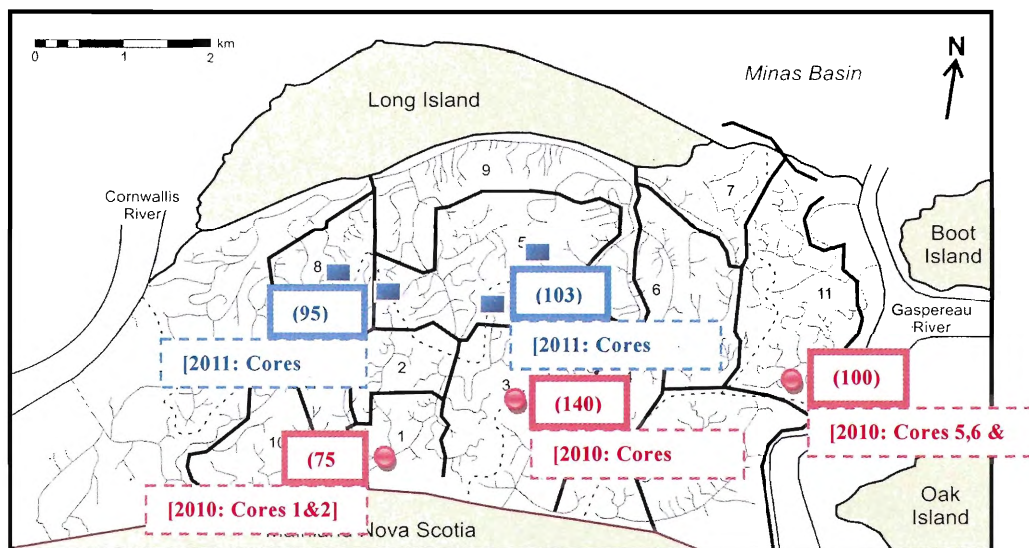 km
0 1 2
N
Minas Basin
Long Island
9
7
Cornwallis
River
Boot
Island
5
8
6
11
(95)
(103)
Gaspereau
River
[2011: Cores
[2011: Cores
2
3
(100)
(140)
[2010: Cores 5,6 &
1
10
(75
[2010: Cores
[2010: Cores 1&2]
Oak
Island
Nova Scotia